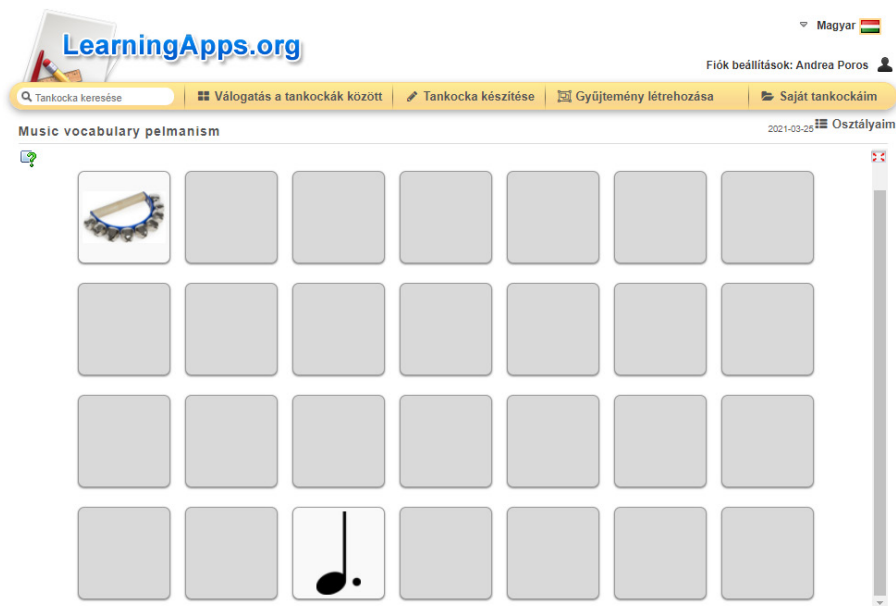 Magyar
LearningApps.org
Fiók beállítások: Andrea Poros
Tankocka keresése Válogatás a tankockák között Tankocka készítése Gyűjtemény létrehozása Saját tankockáim
Music vocabulary pelmanism 2021-03-25 Osztályaim